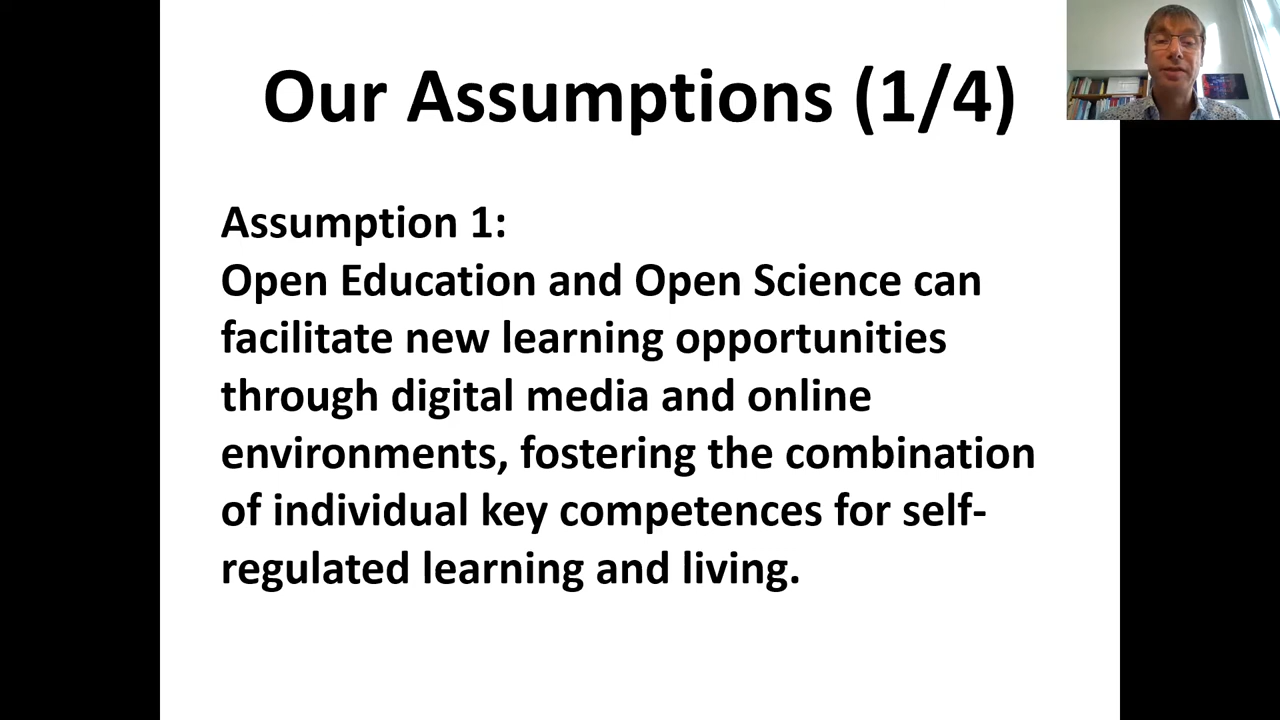 Our Assumptions (1/4)
Assumption 1:
Open Education and Open Science can
facilitate new learning opportunities
through digital media and online
environments, fostering the combination
of individual key competences for self-
regulated learning and living.